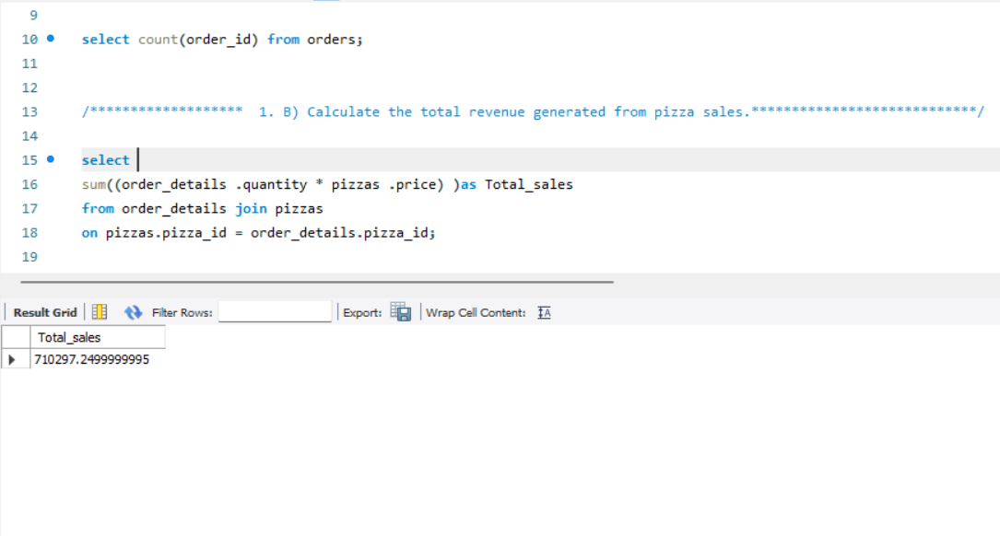 9
10 select count(order_id) from orders;
11
12
13 /******************* 1. B) Calculate the total revenue generated from pizza sales.****************************/
14
15 select
16 sum((order_details .quantity * pizzas .price) )as Total_sales
17 from order_details join pizzas
18 on pizzas.pizza_id = order_details.pizza_id;
19
Result Grid Filter Rows: Export: Wrap Cell Content: IA
Total_sales
710297.2499999995